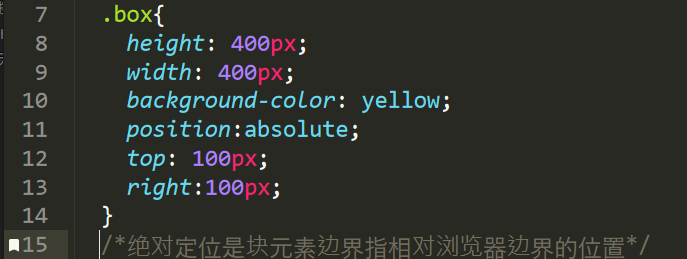 7 .box{
8 height: 400px;
9 width: 400px;
10 background-color: yellow;
11 position:absolute;
12 top: 100px;
13 right:100px;
14 }
15 /*绝对定位是块元素边界指相对浏览器边界的位置*/